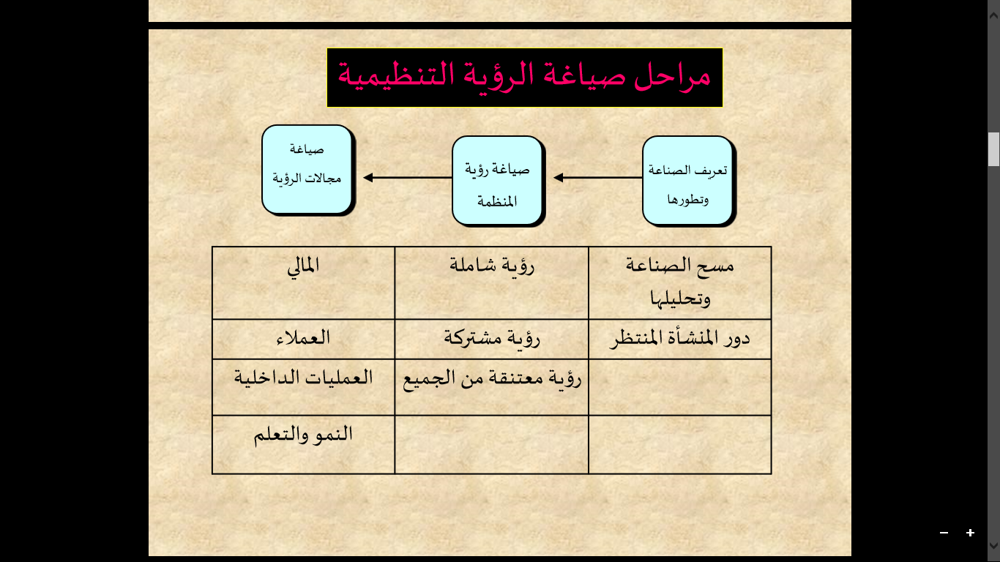 مراحل صياغة الرؤية التنظيمية
تعريف الصناعة
وتطورها
صياغة رؤية
المنظمة
صياغة
مجالات الرؤية
مسح الصناعة
وتحليلها
رؤية شاملة
المالي
دور المنشأة المنتظر
رؤية مشتركة
العملاء
رؤية معتنقة من الجميع
العمليات الداخلية
النمو والتعلم